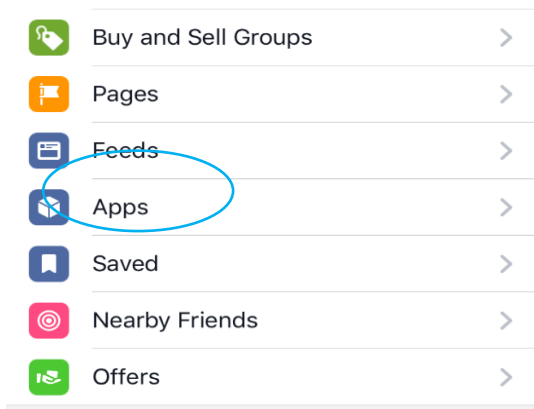 Buy and Sell Groups
Pages
Feeds
Apps
Saved
Nearby Friends
Offers